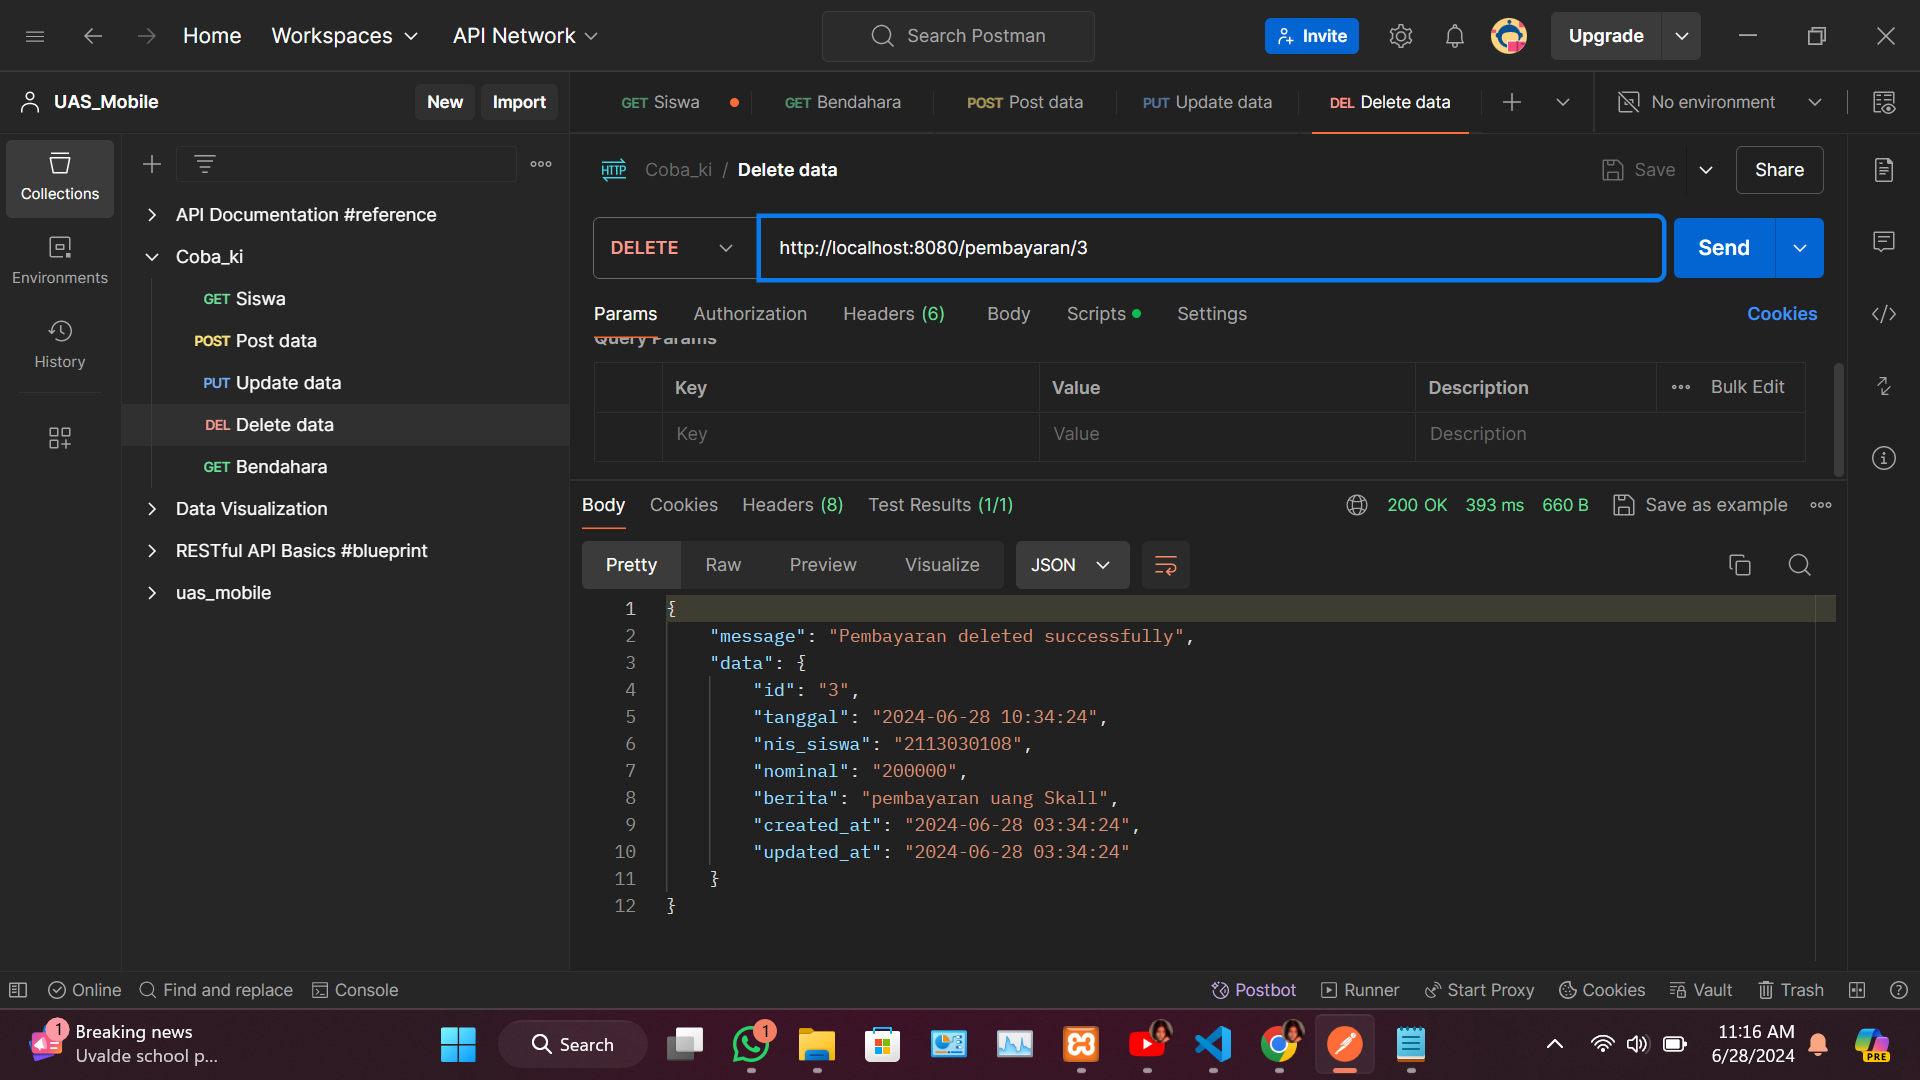 Home
Workspaces
API Network
Search Postman
Invite
Upgrade
UAS_Mobile
New
Import
GET Siswa
GET Bendahara
POST Post data
PUT Update data
DEL Delete data
No environment
Collections
Environments
History
API Documentation #reference
Coba_ki
GET Siswa
POST Post data
PUT Update data
DEL Delete data
GET Bendahara
Data Visualization
RESTful API Basics #blueprint
uas_mobile
HTTP
Coba_ki / Delete data
Save
Share
DELETE
http://localhost:8080/pembayaran/3
Send
Params
Authorization
Headers (6)
Body
Scripts
Settings
Cookies
Query Params
Key
Value
Description
Bulk Edit
Key
Value
Description
Body
Cookies
Headers (8)
Test Results (1/1)
200 OK
393 ms
660 B
Save as example
Pretty
Raw
Preview
Visualize
JSON
1 {
2 "message": "Pembayaran deleted successfully",
3 "data": {
4 "id": "3",
5 "tanggal": "2024-06-28 10:34:24",
6 "nis_siswa": "2113030108",
7 "nominal": "200000",
8 "berita": "pembayaran uang Skall",
9 "created_at": "2024-06-28 03:34:24",
10 "updated_at": "2024-06-28 03:34:24"
11 }
12 }
Online
Find and replace
Console
Postbot
Runner
Start Proxy
Cookies
Vault
Trash
1
Breaking news
Uvalde school p...
Search
1
11:16 AM
6/28/2024
PRE